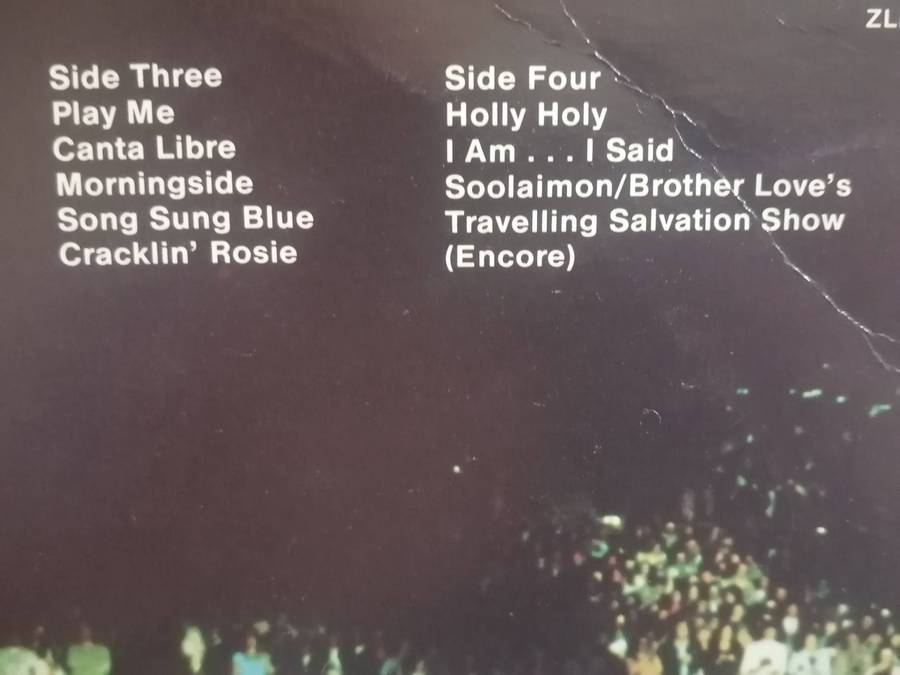 ZL
Side Three
Play Me
Canta Libre
Morningside
Song Sung Blue
Cracklin' Rosie
Side Four
Holly Holy
I Am . . . I Said
Soolaimon/Brother Love's
Travelling Salvation Show
(Encore)